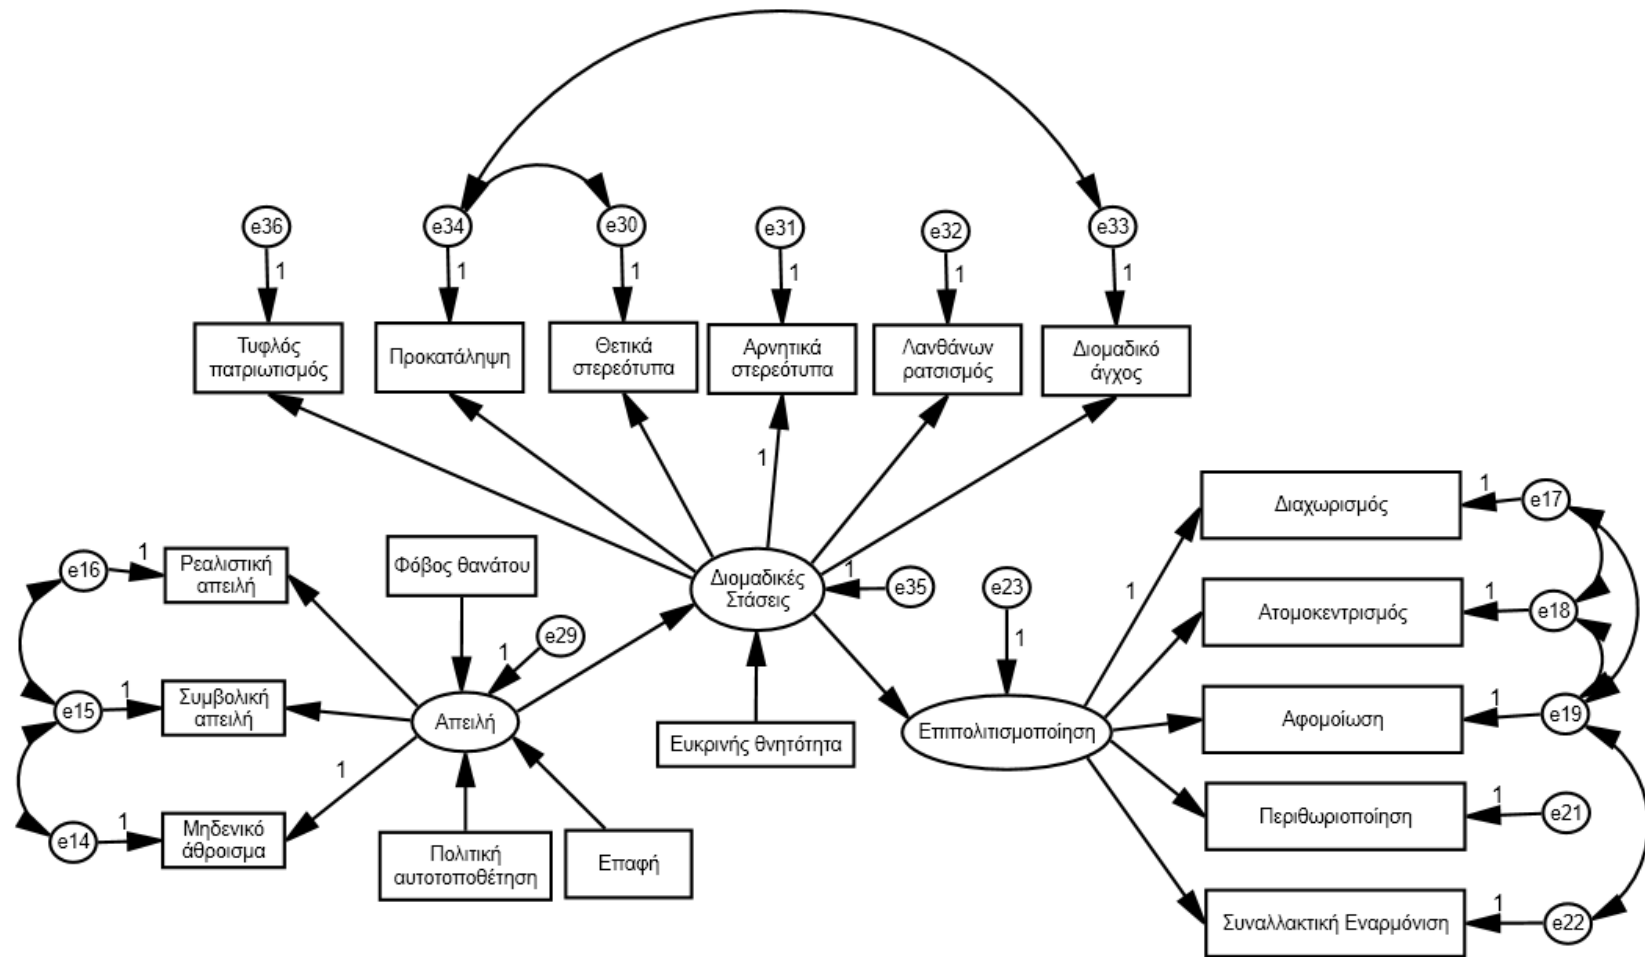 e36
e34
e30
e31
e32
e33
1
1
1
1
1
1
Τυφλός
πατριωτισμός
Προκατάληψη
Θετικά
στερεότυπα
Αρνητικά
στερεότυπα
Λανθάνων
ρατσισμός
Διομαδικό
άγχος
1
Διαχωρισμός
1
e17
e16
1
Ρεαλιστική
απειλή
Φόβος θανάτου
Διομαδικές
Στάσεις
1
e35
e23
1
1
Ατομοκεντρισμός
1
e18
e29
1
e15
1
Συμβολική
απειλή
Απειλή
Ευκρινής θνητότητα
Επιπολιτισμοποίηση
Αφομοίωση
1
e19
1
e14
1
Μηδενικό
άθροισμα
Πολιτική
αυτοτοποθέτηση
Επαφή
Περιθωριοποίηση
1
e21
Συναλλακτική Εναρμόνιση
1
e22